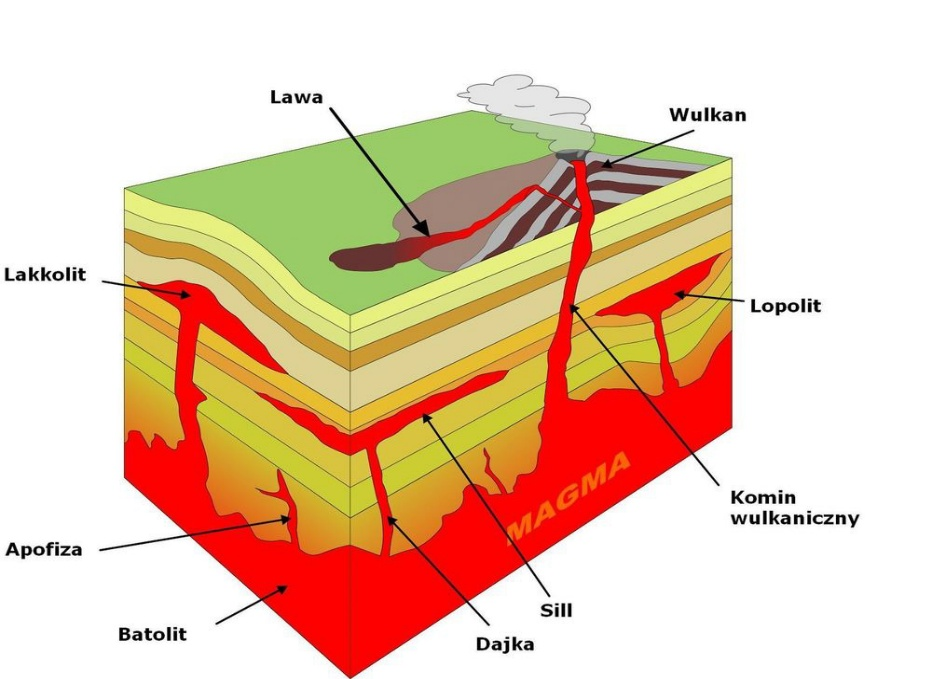 Lawa
Wulkan
Lakkolit
Lopolit
MAGMA
Komin
wulkaniczny
Apofiza
Sill
Batolit
Dajka